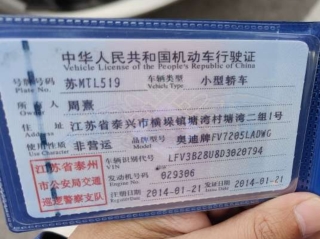 中华人民共和国机动车行驶证
Vehicle License of the People's Republic of China
号牌号码 苏MTL519 车辆类型 小型轿车
Plate No. Vehicle Type
所有人 周熹
Owner
住址 江苏省泰兴市横垛镇塘湾村塘湾二组1号
Address
使用性质 非营运 品牌型号 奥迪牌FV7205LADWG
Use Character Model
江苏省泰州市公安局交通巡逻警察支队
车辆识别代号 LFV3B28U8D3020794
VIN
发动机号码 029306
Engine No.
注册日期 2014-01-21 发证日期 2014-01-21
Register Date Issue Date